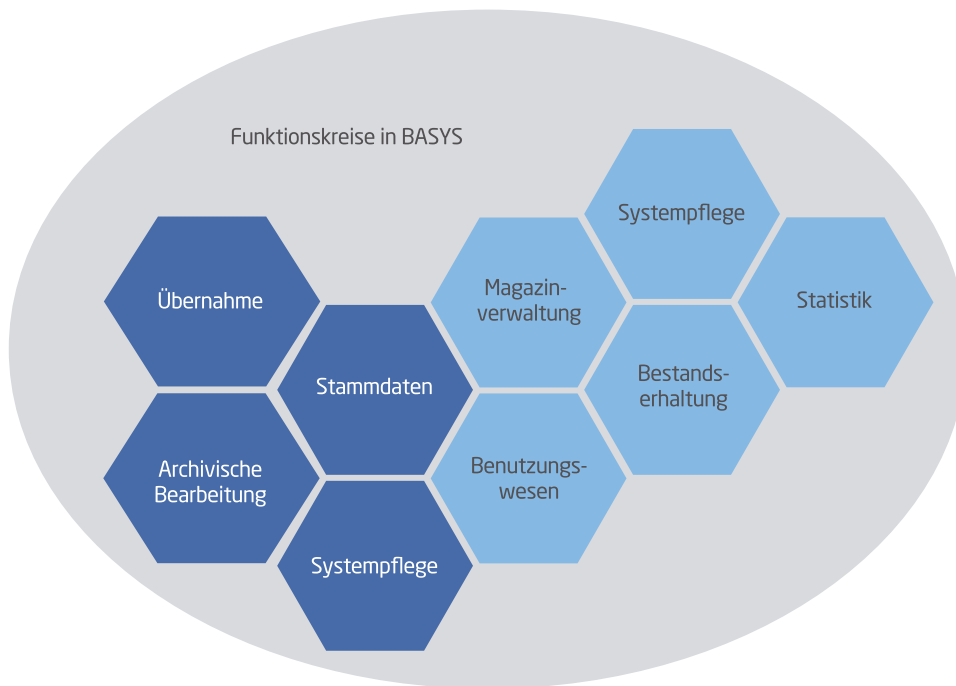 Funktionskreise in BASYS
Systempflege
Übernahme
Magazin-
verwaltung
Statistik
Stammdaten
Bestands-
erhaltung
Archivische
Bearbeitung
Benutzungs-
wesen
Systempflege